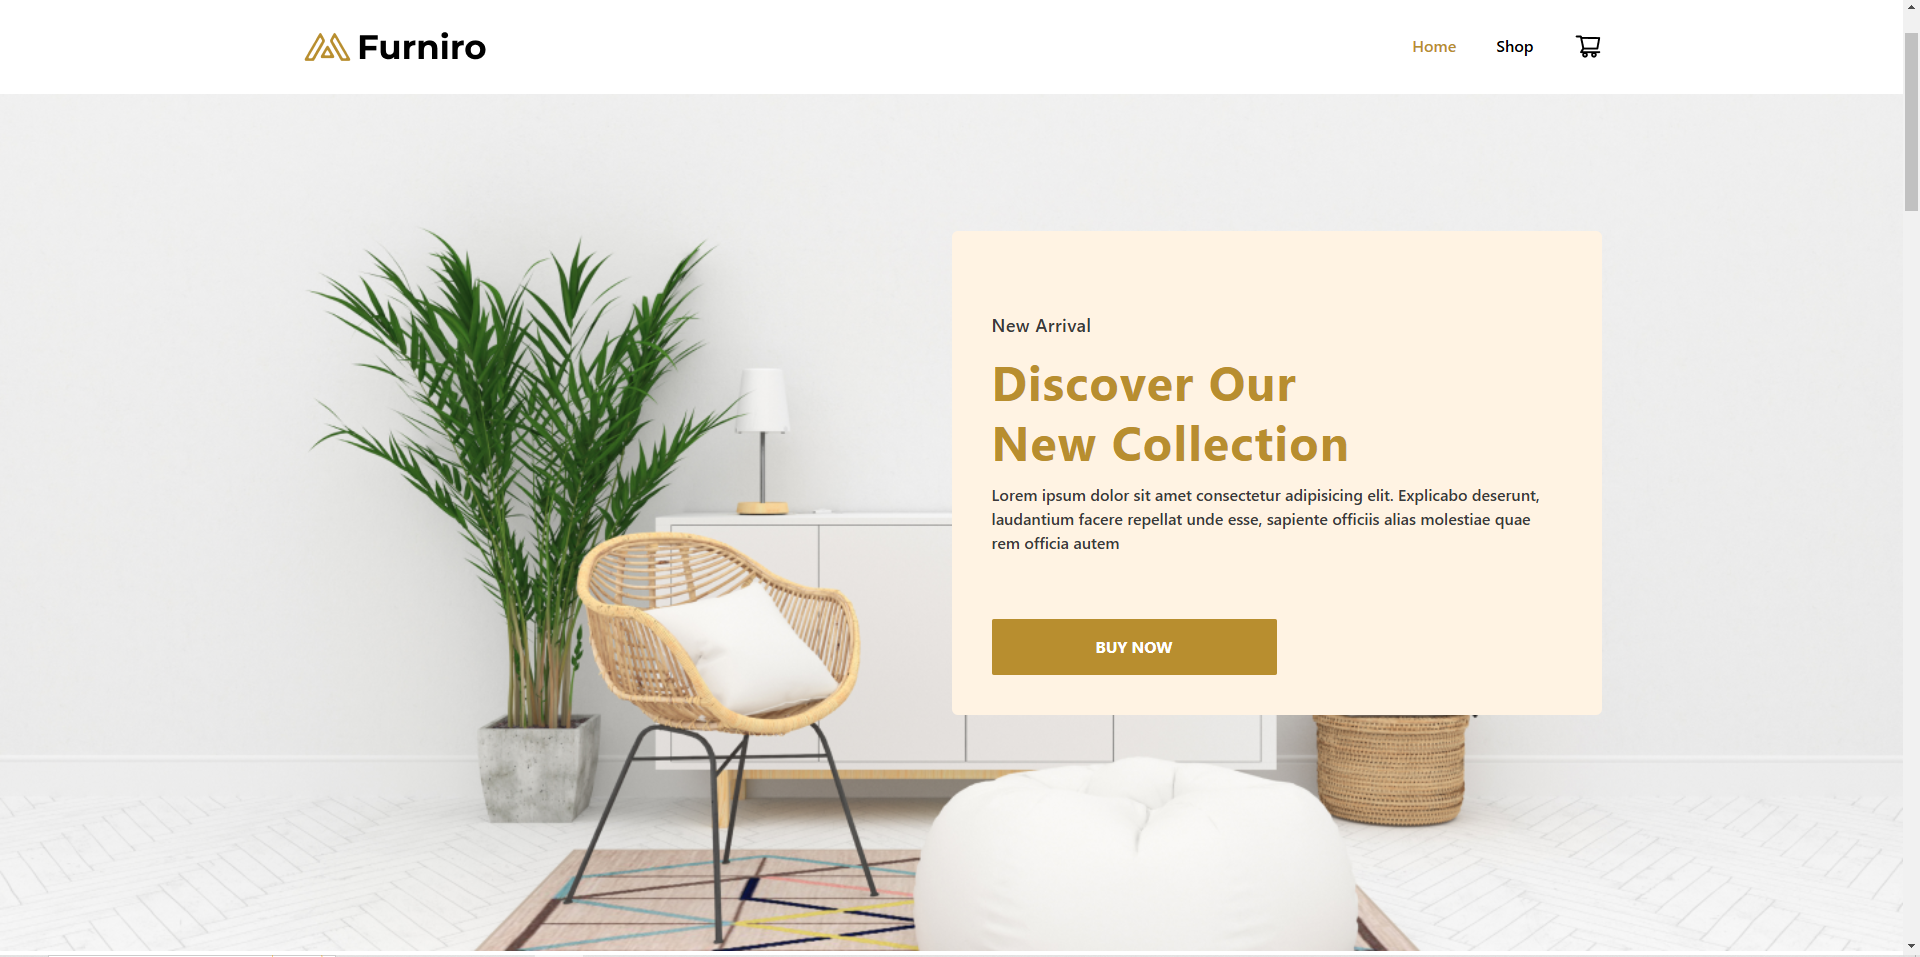 Furniro
Home
Shop
New Arrival
Discover Our
New Collection
Lorem ipsum dolor sit amet consectetur adipisicing elit. Explicabo deserunt,
laudantium facere repellat unde esse, sapiente officiis alias molestiae quae
rem officia autem
BUY NOW